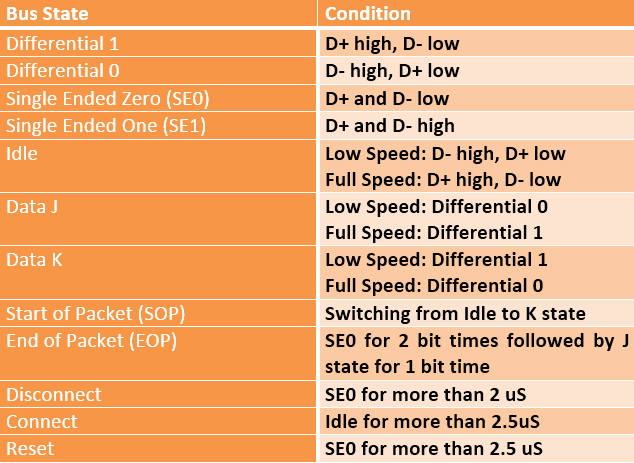 Bus State Condition
Differential 1 D+ high, D- low
Differential 0 D- high, D+ low
Single Ended Zero (SE0) D+ and D- low
Single Ended One (SE1) D+ and D- high
Idle Low Speed: D- high, D+ low
Full Speed: D+ high, D- low
Data J Low Speed: Differential 0
Full Speed: Differential 1
Data K Low Speed: Differential 1
Full Speed: Differential 0
Start of Packet (SOP) Switching from Idle to K state
End of Packet (EOP) SE0 for 2 bit times followed by J
state for 1 bit time
Disconnect SE0 for more than 2 uS
Connect Idle for more than 2.5uS
Reset SE0 for more than 2.5 uS